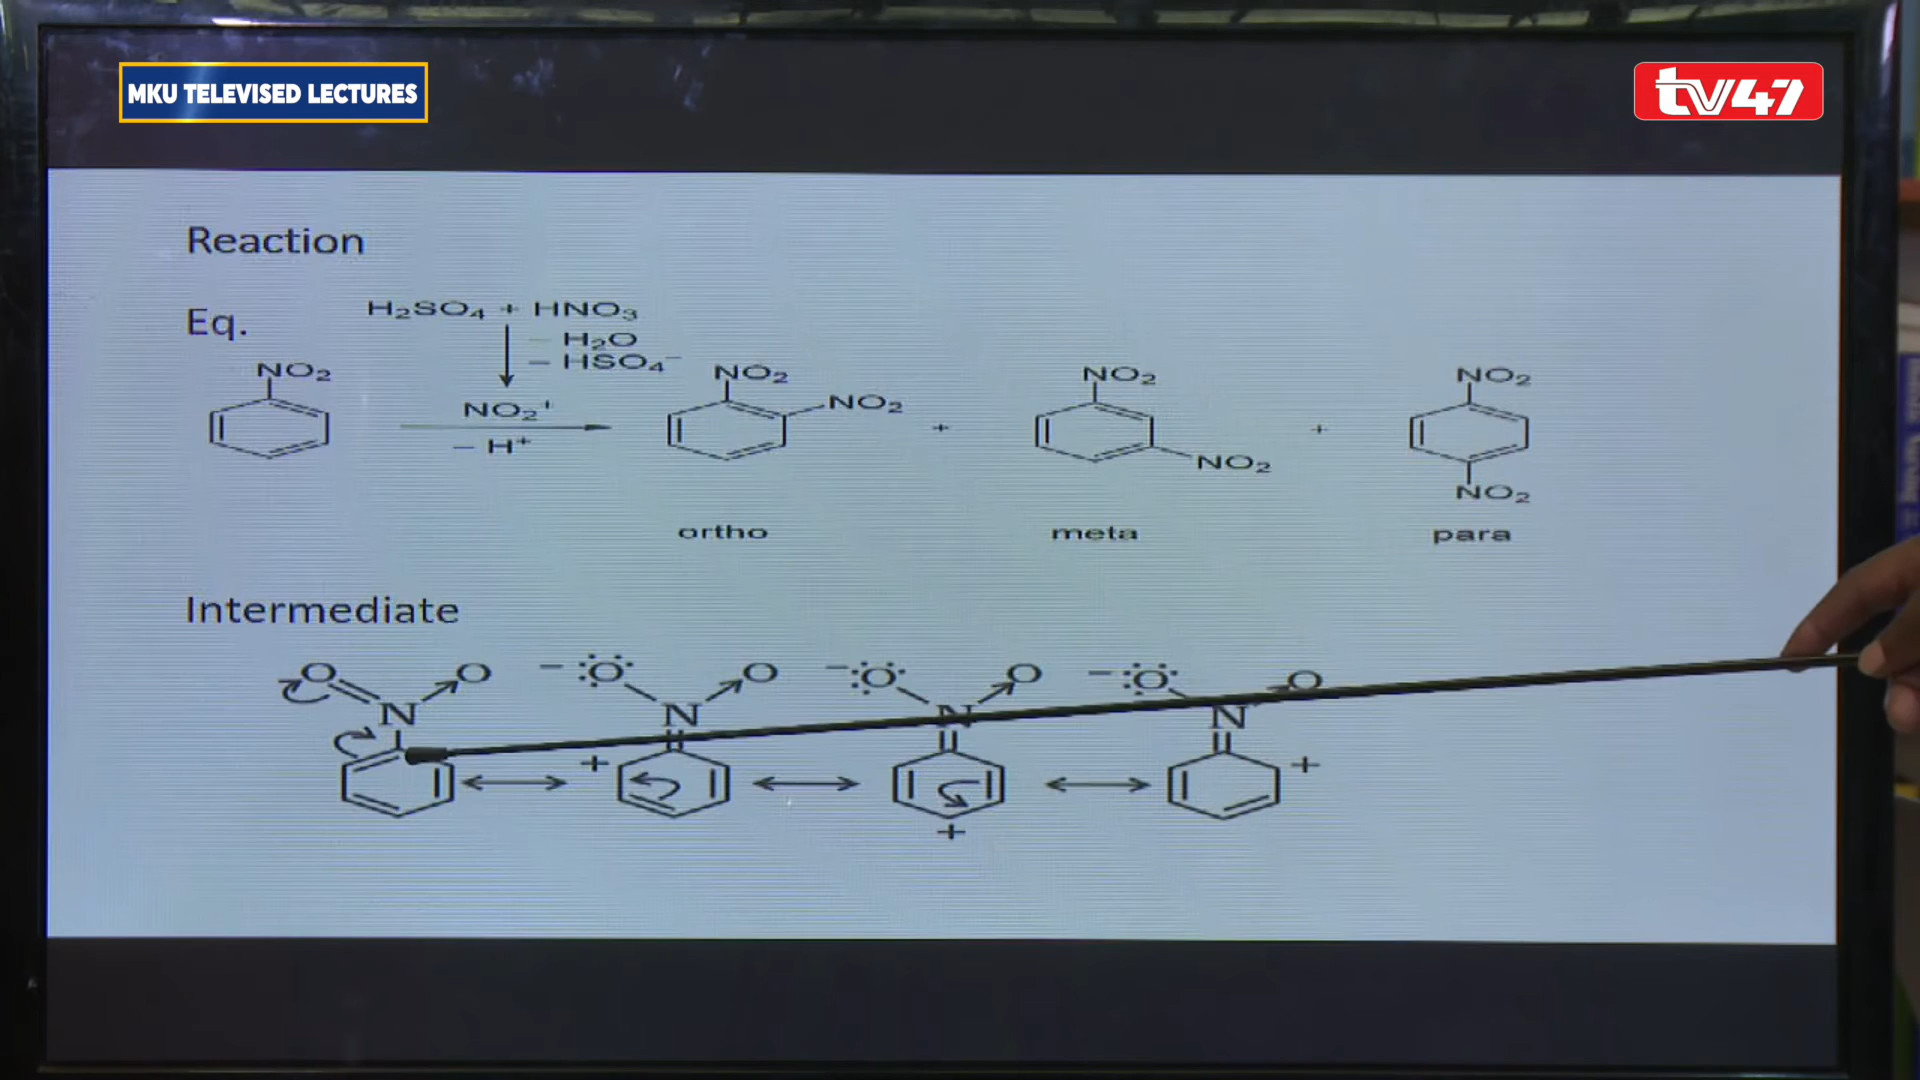 MKU TELEVISED LECTURES
tv47
Reaction
Eq.
H₂SO₄ + HNO₃
− H₂O
− HSO₄⁻
NO₂⁺
− H⁺
NO₂
NO₂
NO₂
+
NO₂
NO₂
+
NO₂
NO₂
ortho
meta
para
Intermediate
O
O
N
− :O:
O
N
+
− :O:
O
N
+
− :O:
O
N
+